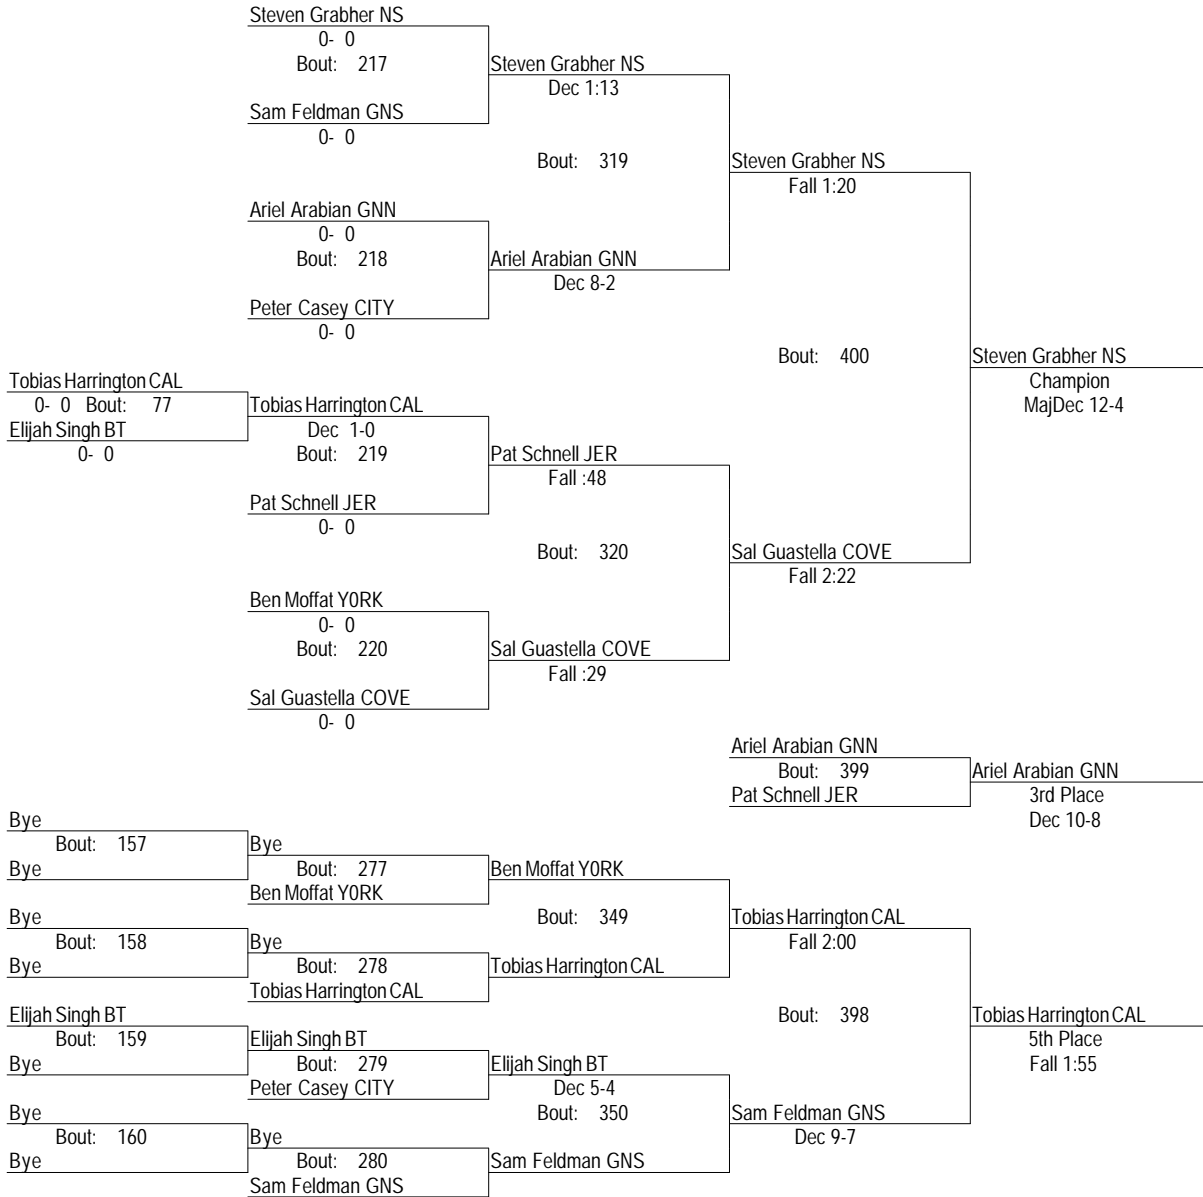 Steven Grabher NS
0- 0
Bout: 217
Steven Grabher NS
Dec 1:13
Sam Feldman GNS
0- 0
Bout: 319
Steven Grabher NS
Fall 1:20
Ariel Arabian GNN
0- 0
Bout: 218
Ariel Arabian GNN
Dec 8-2
Peter Casey CITY
0- 0
Bout: 400
Steven Grabher NS
Champion
MajDec 12-4
Tobias Harrington CAL
0- 0 Bout: 77
Elijah Singh BT
0- 0
Tobias Harrington CAL
Dec 1-0
Bout: 219
Pat Schnell JER
Fall :48
Pat Schnell JER
0- 0
Bout: 320
Sal Guastella COVE
Fall 2:22
Ben Moffat Y0RK
0- 0
Bout: 220
Sal Guastella COVE
Fall :29
Sal Guastella COVE
0- 0
Ariel Arabian GNN
Bout: 399
Pat Schnell JER
Ariel Arabian GNN
3rd Place
Dec 10-8
Bye
Bout: 157
Bye
Bye
Bout: 277
Ben Moffat Y0RK
Ben Moffat Y0RK
Bout: 349
Tobias Harrington CAL
Fall 2:00
Bye
Bout: 158
Bye
Bye
Bout: 278
Tobias Harrington CAL
Tobias Harrington CAL
Bout: 398
Tobias Harrington CAL
5th Place
Fall 1:55
Elijah Singh BT
Bout: 159
Bye
Elijah Singh BT
Bout: 279
Peter Casey CITY
Elijah Singh BT
Dec 5-4
Bout: 350
Sam Feldman GNS
Dec 9-7
Bye
Bout: 160
Bye
Bye
Bout: 280
Sam Feldman GNS
Sam Feldman GNS